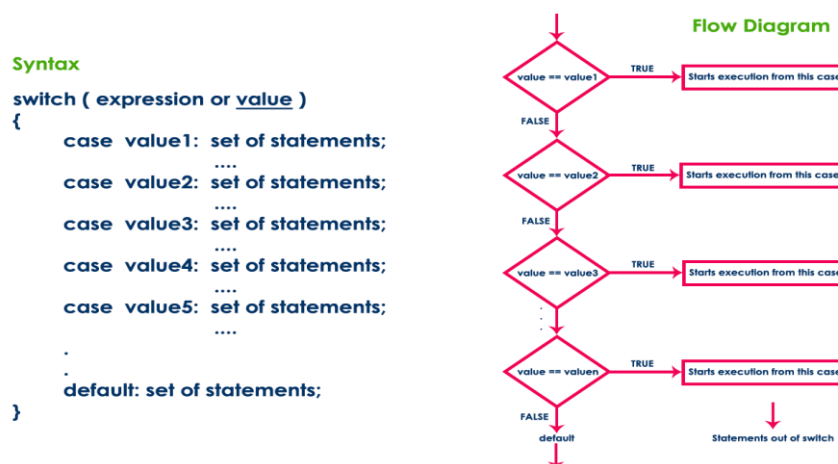 Syntax
switch ( expression or value )
{
case value1: set of statements;
....
case value2: set of statements;
....
case value3: set of statements;
....
case value4: set of statements;
....
case value5: set of statements;
....
.
.
default: set of statements;
}
Flow Diagram
value == value1
TRUE
Starts execution from this case
FALSE
value == value2
TRUE
Starts execution from this case
FALSE
value == value3
TRUE
Starts execution from this case
.
.
.
value == valuen
TRUE
Starts execution from this case
FALSE
default
Statements out of switch